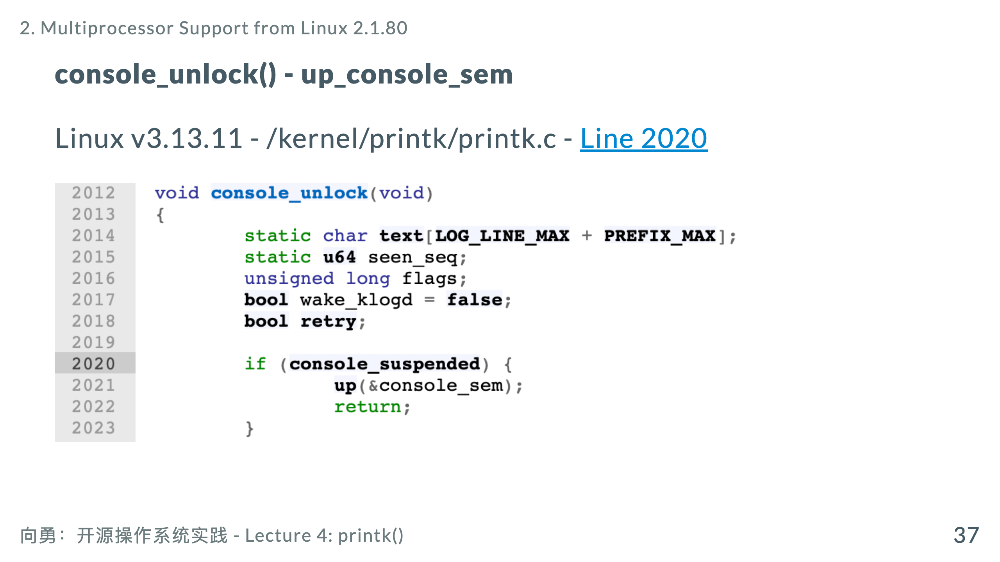 2. Multiprocessor Support from Linux 2.1.80
console_unlock() - up_console_sem
Linux v3.13.11 - /kernel/printk/printk.c - Line 2020
2012 void console_unlock(void)
2013 {
2014 static char text[LOG_LINE_MAX + PREFIX_MAX];
2015 static u64 seen_seq;
2016 unsigned long flags;
2017 bool wake_klogd = false;
2018 bool retry;
2019
2020 if (console_suspended) {
2021 up(&console_sem);
2022 return;
2023 }
向勇：开源操作系统实践 - Lecture 4: printk()
37